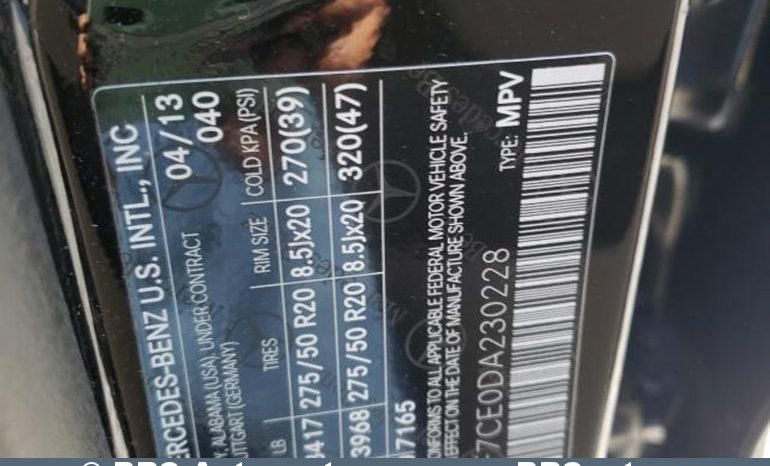 ERCEDES-BENZ U.S. INTL., INC
04/13
040
ALABAMA (USA), UNDER CONTRACT
UTTGART (GERMANY)
LB TIRES RIM SIZE COLD KPA (PSI)
3417 275/50 R20 8.5Jx20 270(39)
3968 275/50 R20 8.5Jx20 320(47)
7165
ONFORMS TO ALL APPLICABLE FEDERAL MOTOR VEHICLE SAFETY
EFFECT ON THE DATE OF MANUFACTURE SHOWN ABOVE.
7CE0DA230228 TYPE: MPV